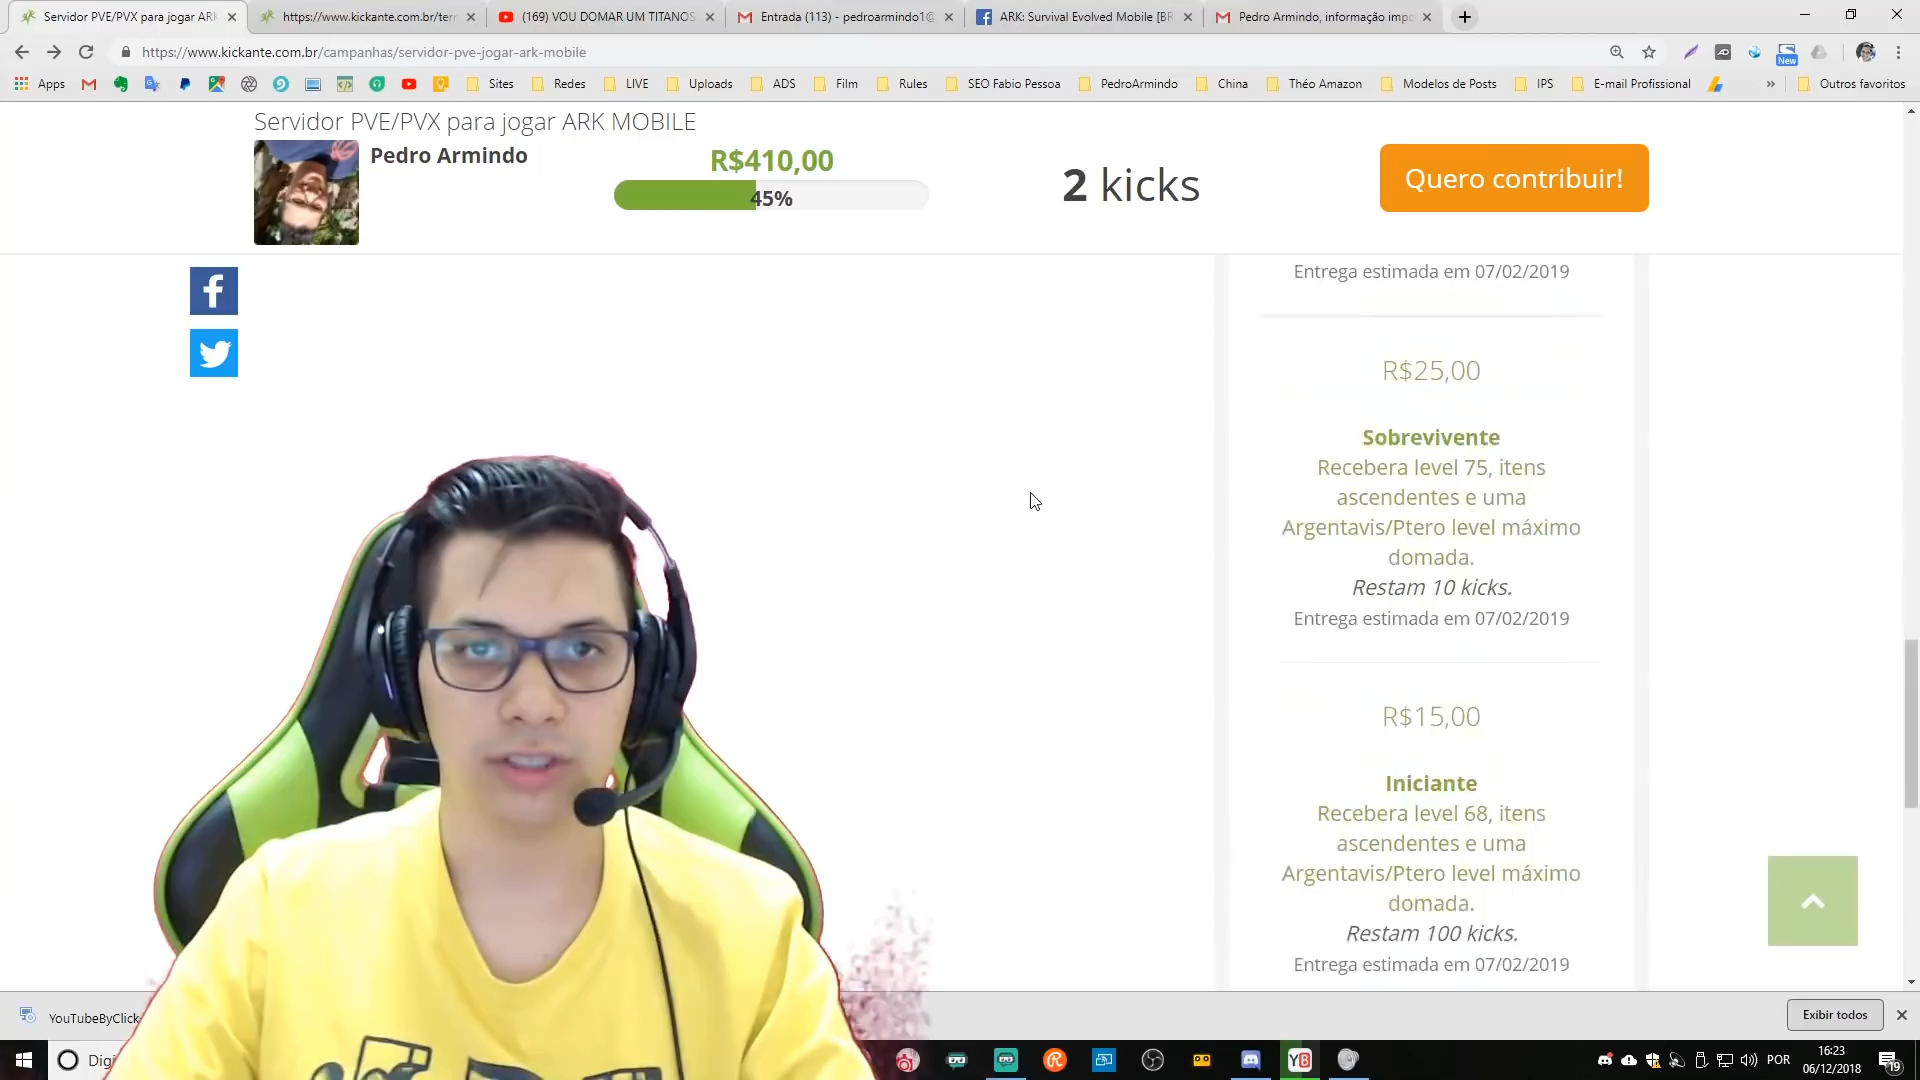 Servidor PVE/PVX para jogar ARK
https://www.kickante.com.br/terr
(169) VOU DOMAR UM TITANOS
Entrada (113) - pedroarmindo1@
ARK: Survival Evolved Mobile [BR
Pedro Armindo, informação impo
https://www.kickante.com.br/campanhas/servidor-pve-jogar-ark-mobile
New
Apps
Sites
Redes
LIVE
Uploads
ADS
Film
Rules
SEO Fabio Pessoa
PedroArmindo
China
Théo Amazon
Modelos de Posts
IPS
E-mail Profissional
Outros favoritos
Servidor PVE/PVX para jogar ARK MOBILE
Pedro Armindo
R$410,00
45%
2 kicks
Quero contribuir!
Entrega estimada em 07/02/2019
R$25,00
Sobrevivente
Recebera level 75, itens
ascendentes e uma
Argentavis/Ptero level máximo
domada.
Restam 10 kicks.
Entrega estimada em 07/02/2019
R$15,00
Iniciante
Recebera level 68, itens
ascendentes e uma
Argentavis/Ptero level máximo
domada.
Restam 100 kicks.
Entrega estimada em 07/02/2019
YouTubeByClick
Exibir todos
Digi
YB
POR
16:23
06/12/2018
19